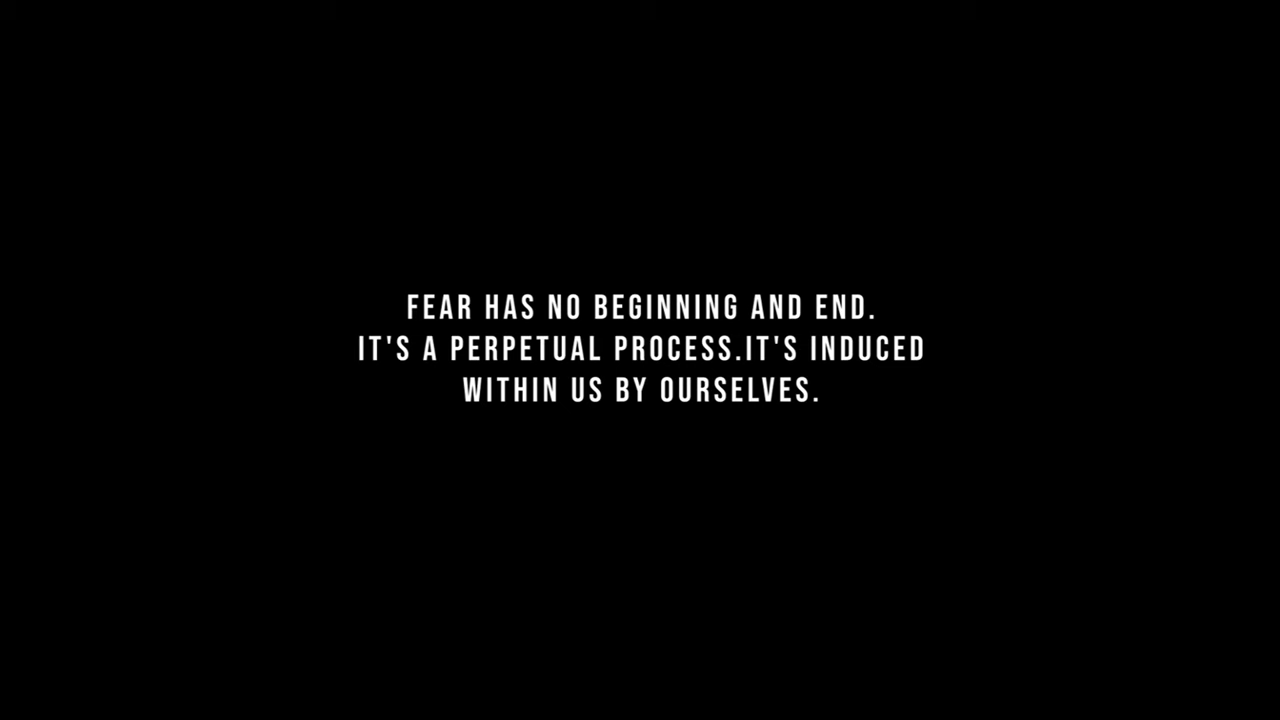 FEAR HAS NO BEGINNING AND END.
IT'S A PERPETUAL PROCESS.IT'S INDUCED
WITHIN US BY OURSELVES.